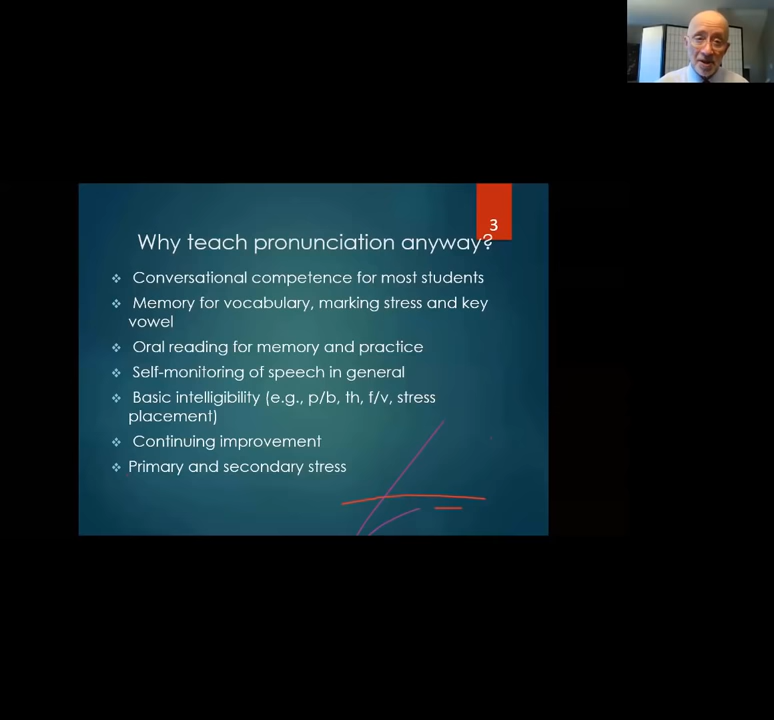 3
Why teach pronunciation anyway?
❖ Conversational competence for most students
❖ Memory for vocabulary, marking stress and key
vowel
❖ Oral reading for memory and practice
❖ Self-monitoring of speech in general
❖ Basic intelligibility (e.g., p/b, th, f/v, stress
placement)
❖ Continuing improvement
❖ Primary and secondary stress